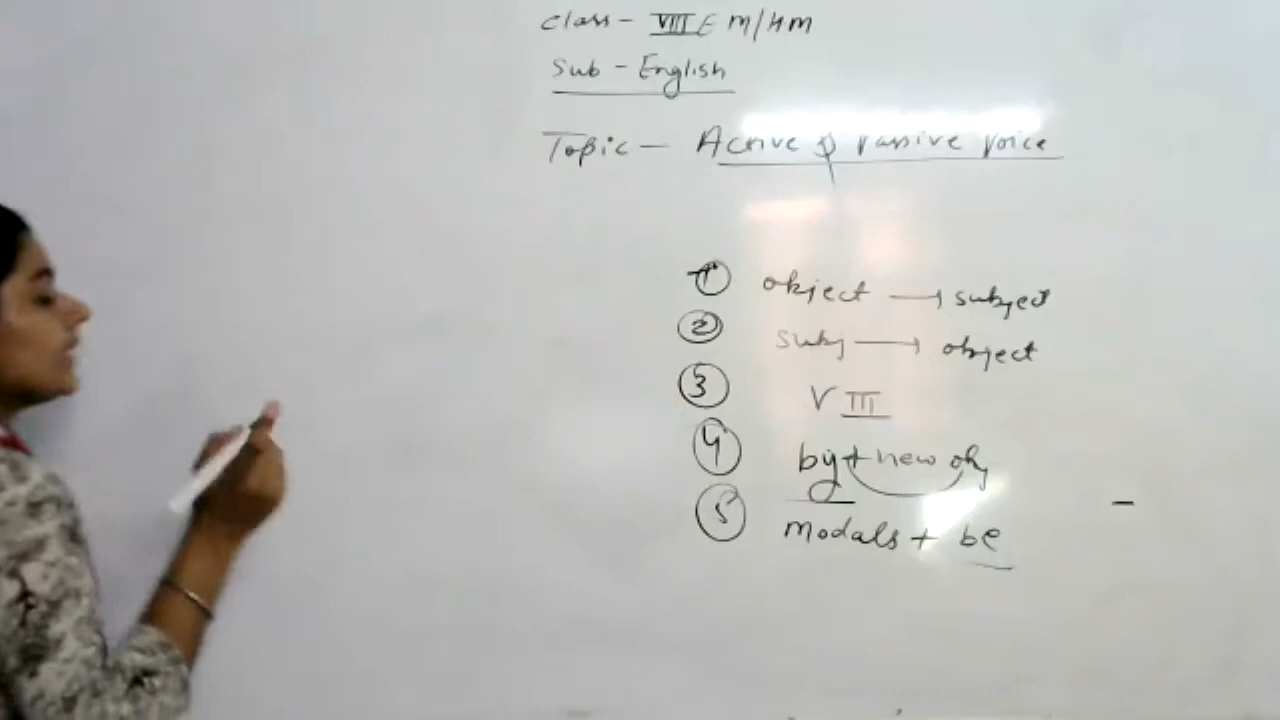 Class - VIII E M/HM
Sub - English
Topic - Active & Passive Voice
1 object → subject
2 subj → object
3 V III
4 by + new obj
5 Modals + be